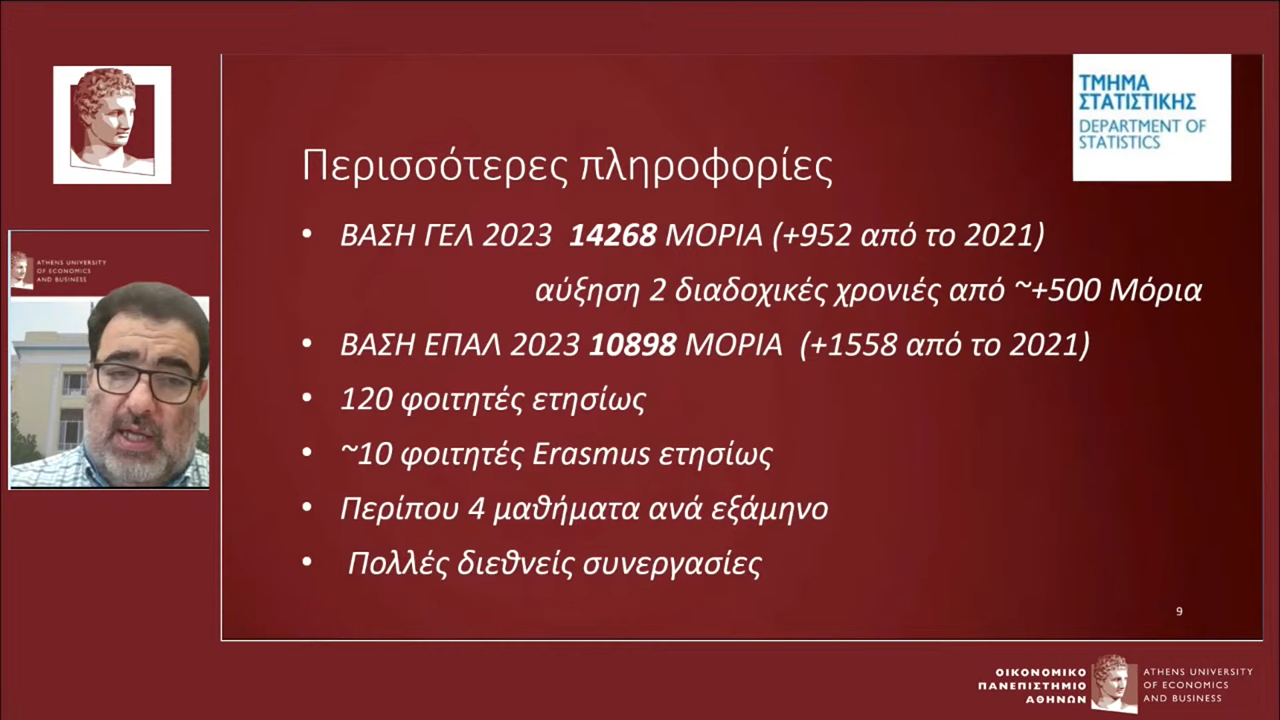 ΤΜΗΜΑ
ΣΤΑΤΙΣΤΙΚΗΣ
DEPARTMENT OF
STATISTICS
Περισσότερες πληροφορίες
• ΒΑΣΗ ΓΕΛ 2023 14268 ΜΟΡΙΑ (+952 από το 2021)
αύξηση 2 διαδοχικές χρονιές από ~+500 Μόρια
• ΒΑΣΗ ΕΠΑΛ 2023 10898 ΜΟΡΙΑ (+1558 από το 2021)
• 120 φοιτητές ετησίως
• ~10 φοιτητές Erasmus ετησίως
• Περίπου 4 μαθήματα ανά εξάμηνο
• Πολλές διεθνείς συνεργασίες
9
ATHENS UNIVERSITY
OF ECONOMICS
AND BUSINESS
ΟΙΚΟΝΟΜΙΚΟ
ΠΑΝΕΠΙΣΤΗΜΙΟ
ΑΘΗΝΩΝ
ATHENS UNIVERSITY
OF ECONOMICS
AND BUSINESS